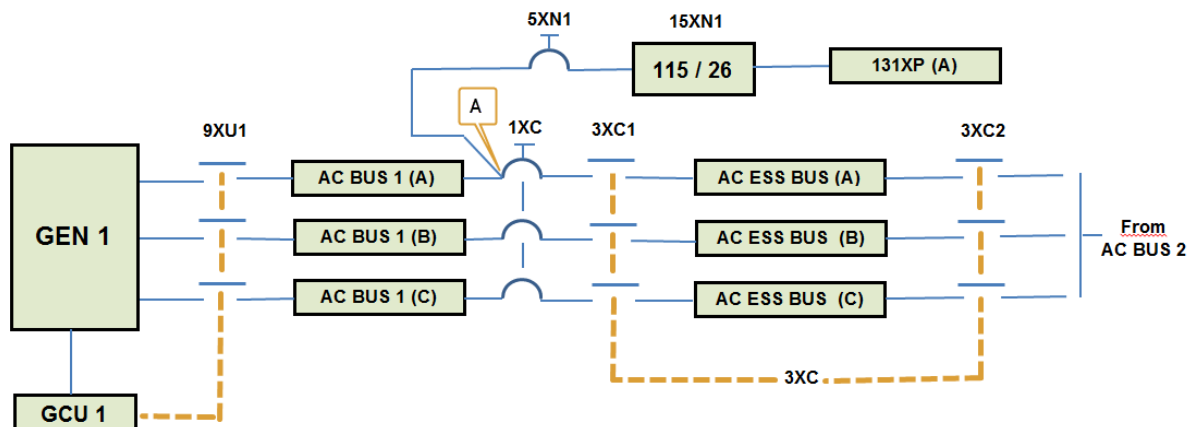 5XN1
15XN1
115 / 26
131XP (A)
A
9XU1
1XC
3XC1
3XC2
GEN 1
AC BUS 1 (A)
AC ESS BUS (A)
AC BUS 1 (B)
AC ESS BUS (B)
From
AC BUS 2
AC BUS 1 (C)
AC ESS BUS (C)
3XC
GCU 1